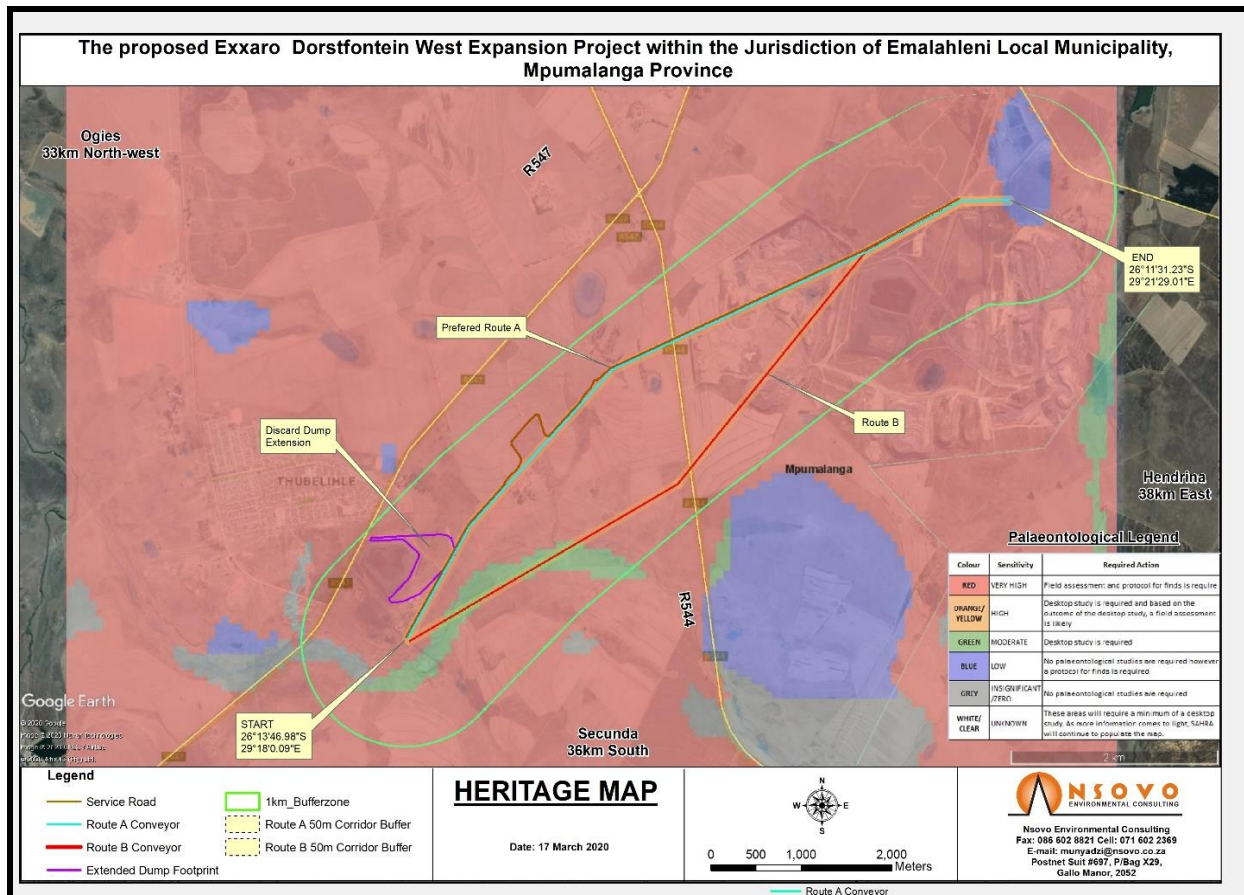 The proposed Exxaro Dorstfontein West Expansion Project within the Jurisdiction of Emalahleni Local Municipality,
Mpumalanga Province
Ogies
33km North-west
R547
END
26°11'31.23"S
29°21'29.01"E
Prefered Route A
Route B
Discard Dump
Extension
THUBELIHLE
Mpumalanga
Hendrina
38km East
R544
START
26°13'46.98"S
29°18'0.09"E
Secunda
36km South
Google Earth
© 2020 Google
Palaeontological Legend
Colour Sensitivity Required Action
RED VERY HIGH Field assessment and protocol for finds is require
ORANGE/ YELLOW HIGH Desktop study is required and based on the outcome of the desktop study, a field assessment is likely
GREEN MODERATE Desktop study is required
BLUE LOW No palaeontological studies are required however a protocol for finds is required
GREY INSIGNIFICANT /ZERO No palaeontological studies are required
WHITE/ CLEAR UNKNOWN These areas will require a minimum of a desktop study. As more information comes to light, SAHRA will continue to populate the map.
2 km
Legend
Service Road
Route A Conveyor
Route B Conveyor
Extended Dump Footprint
1km_Bufferzone
Route A 50m Corridor Buffer
Route B 50m Corridor Buffer
HERITAGE MAP
Date: 17 March 2020
N
W E
S
0 500 1,000 2,000
Meters
Route A Conveyor
NSOVO
ENVIRONMENTAL CONSULTING
Nsovo Environmental Consulting
Fax: 086 602 8821 Cell: 071 602 2369
E-mail: munyadzi@nsovo.co.za
Postnet Suit #697, P/Bag X29,
Gallo Manor, 2052